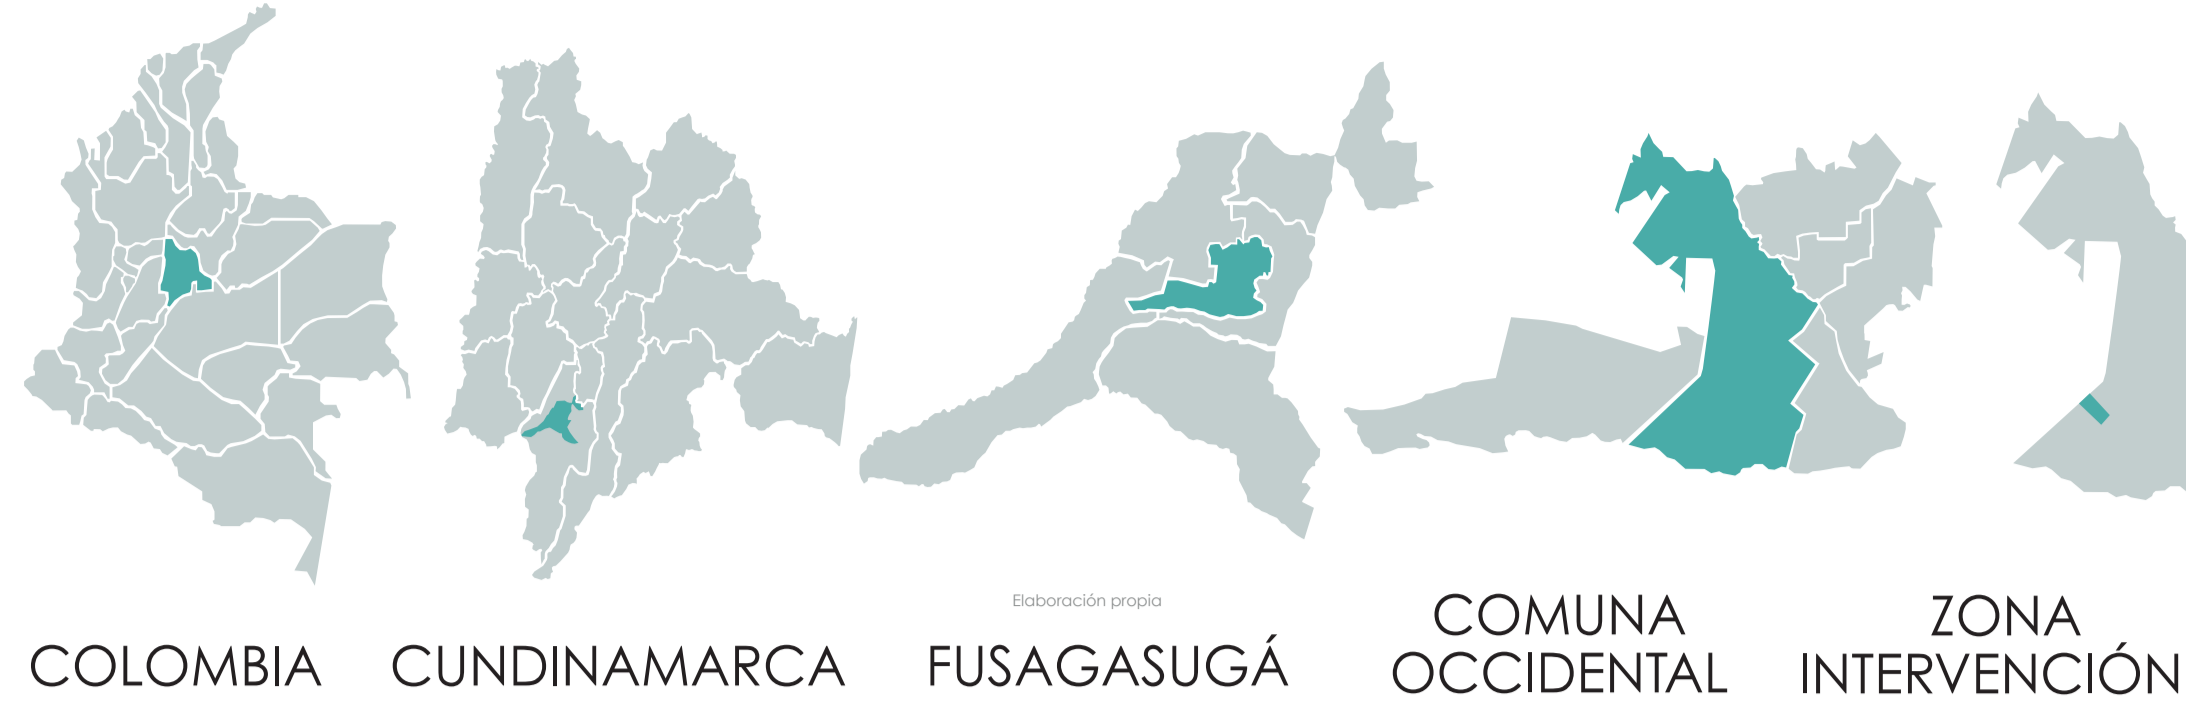 Elaboración propia
COLOMBIA
CUNDINAMARCA
FUSAGASUGÁ
COMUNA
OCCIDENTAL
ZONA
INTERVENCIÓN